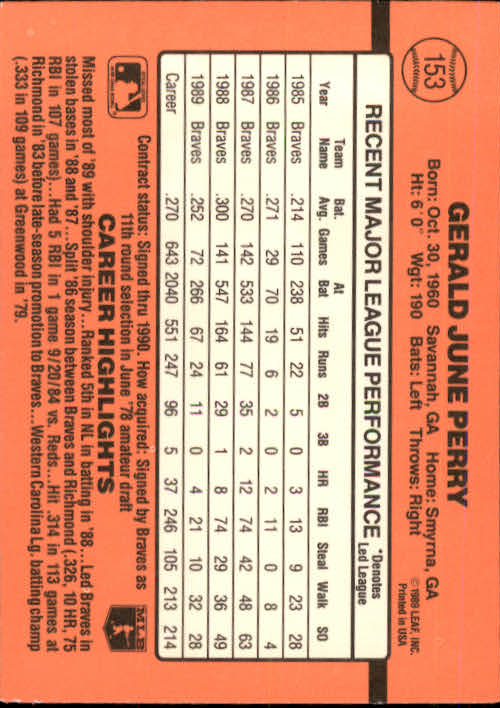 153
GERALD JUNE PERRY
Born: Oct. 30, 1960 Savannah, GA Home: Smyrna, GA
Ht: 6' 0" Wgt: 190 Bats: Left Throws: Right
©1989 LEAF, INC.
Printed in USA
RECENT MAJOR LEAGUE PERFORMANCE *Denotes Led League
Year Team Name Bat. Avg. Games At Bat Hits Runs 2B 3B HR RBI Steal Walk SO
1985 Braves .214 110 238 51 22 5 0 3 13 9 23 28
1986 Braves .271 29 70 19 6 2 0 2 11 0 8 4
1987 Braves .270 142 533 144 77 35 2 12 74 42 48 63
1988 Braves .300 141 547 164 61 29 1 8 74 29 36 49
1989 Braves .252 72 266 67 24 11 0 4 21 10 32 28
Career .270 643 2040 551 247 96 5 37 246 105 213 214
Contract status: Signed thru 1990. How acquired: Signed by Braves as
11th round selection in June '78 amateur draft
CAREER HIGHLIGHTS
MLB
Missed most of '89 with shoulder injury...Ranked 5th in NL in batting in '88...Led Braves in
stolen bases in '88 and '87...Split '86 season between Braves and Richmond (.326, 10 HR, 75
RBI in 107 games)...Had 5 RBI in 1 game 9/20/84 vs. Reds...Hit .314 in 113 games at
Richmond in '83 before late-season promotion to Braves...Western Carolina Lg. batting champ
(.333 in 109 games) at Greenwood in '79.